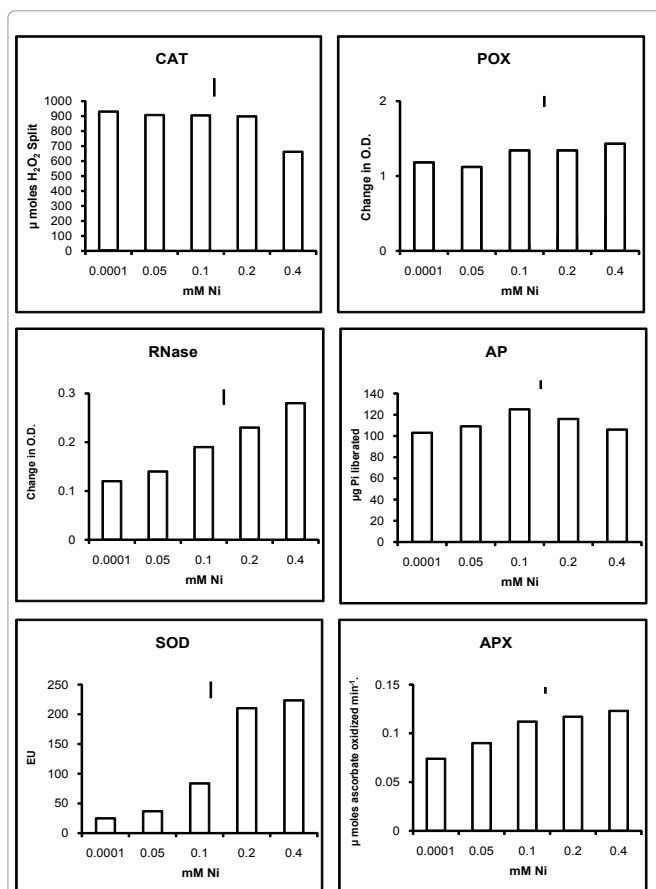 CAT
μ moles H₂O₂ Split
1000
900
800
700
600
500
400
300
200
100
0
0.0001 0.05 0.1 0.2 0.4
mM Ni
POX
Change in O.D.
2
1
0
0.0001 0.05 0.1 0.2 0.4
mM Ni
RNase
Change in O.D.
0.3
0.2
0.1
0
0.0001 0.05 0.1 0.2 0.4
mM Ni
AP
μg Pi liberated
140
120
100
80
60
40
20
0
0.0001 0.05 0.1 0.2 0.4
mM Ni
SOD
EU
250
200
150
100
50
0
0.0001 0.05 0.1 0.2 0.4
mM Ni
APX
μ moles ascorbate oxidized min⁻¹.
0.15
0.1
0.05
0
0.0001 0.05 0.1 0.2 0.4
mM Ni